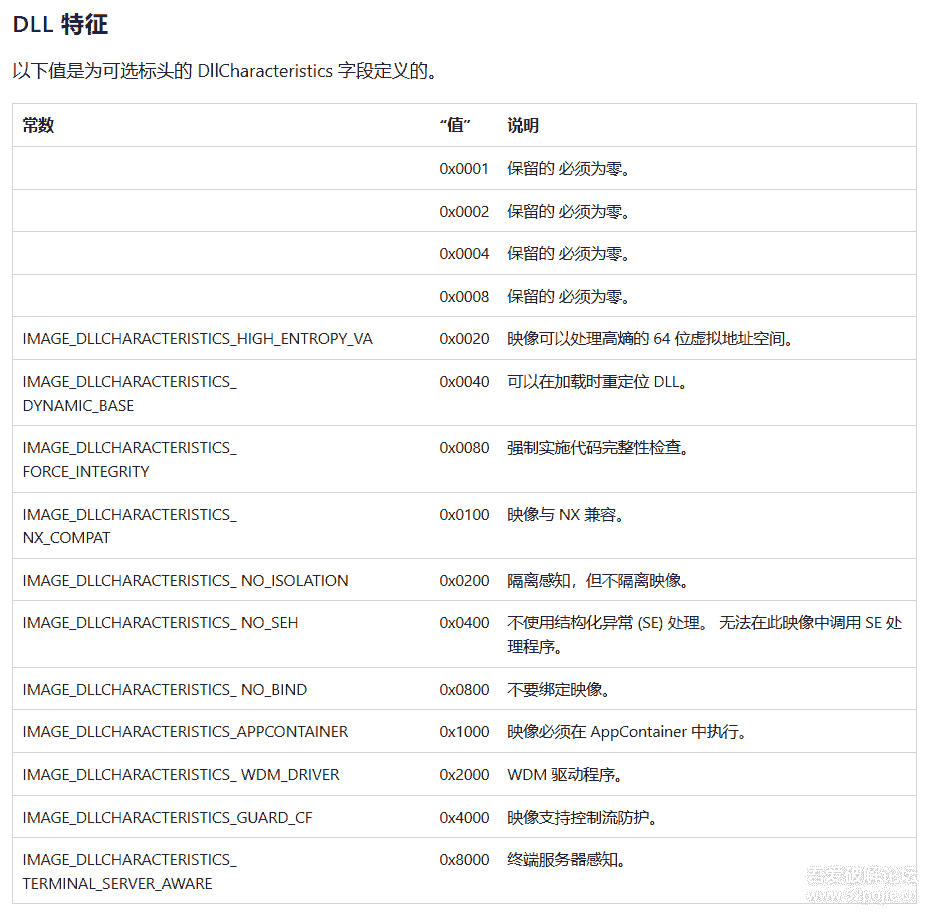 DLL 特征
以下值是为可选标头的 DllCharacteristics 字段定义的。
常数 “值” 说明
0x0001 保留的 必须为零。
0x0002 保留的 必须为零。
0x0004 保留的 必须为零。
0x0008 保留的 必须为零。
IMAGE_DLLCHARACTERISTICS_HIGH_ENTROPY_VA 0x0020 映像可以处理高熵的 64 位虚拟地址空间。
IMAGE_DLLCHARACTERISTICS_ 0x0040 可以在加载时重定位 DLL。
DYNAMIC_BASE
IMAGE_DLLCHARACTERISTICS_ 0x0080 强制实施代码完整性检查。
FORCE_INTEGRITY
IMAGE_DLLCHARACTERISTICS_ 0x0100 映像与 NX 兼容。
NX_COMPAT
IMAGE_DLLCHARACTERISTICS_ NO_ISOLATION 0x0200 隔离感知，但不隔离映像。
IMAGE_DLLCHARACTERISTICS_ NO_SEH 0x0400 不使用结构化异常 (SE) 处理。 无法在此映像中调用 SE 处
理程序。
IMAGE_DLLCHARACTERISTICS_ NO_BIND 0x0800 不要绑定映像。
IMAGE_DLLCHARACTERISTICS_APPCONTAINER 0x1000 映像必须在 AppContainer 中执行。
IMAGE_DLLCHARACTERISTICS_ WDM_DRIVER 0x2000 WDM 驱动程序。
IMAGE_DLLCHARACTERISTICS_GUARD_CF 0x4000 映像支持控制流防护。
IMAGE_DLLCHARACTERISTICS_ 0x8000 终端服务器感知。
TERMINAL_SERVER_AWARE
吾爱破解论坛